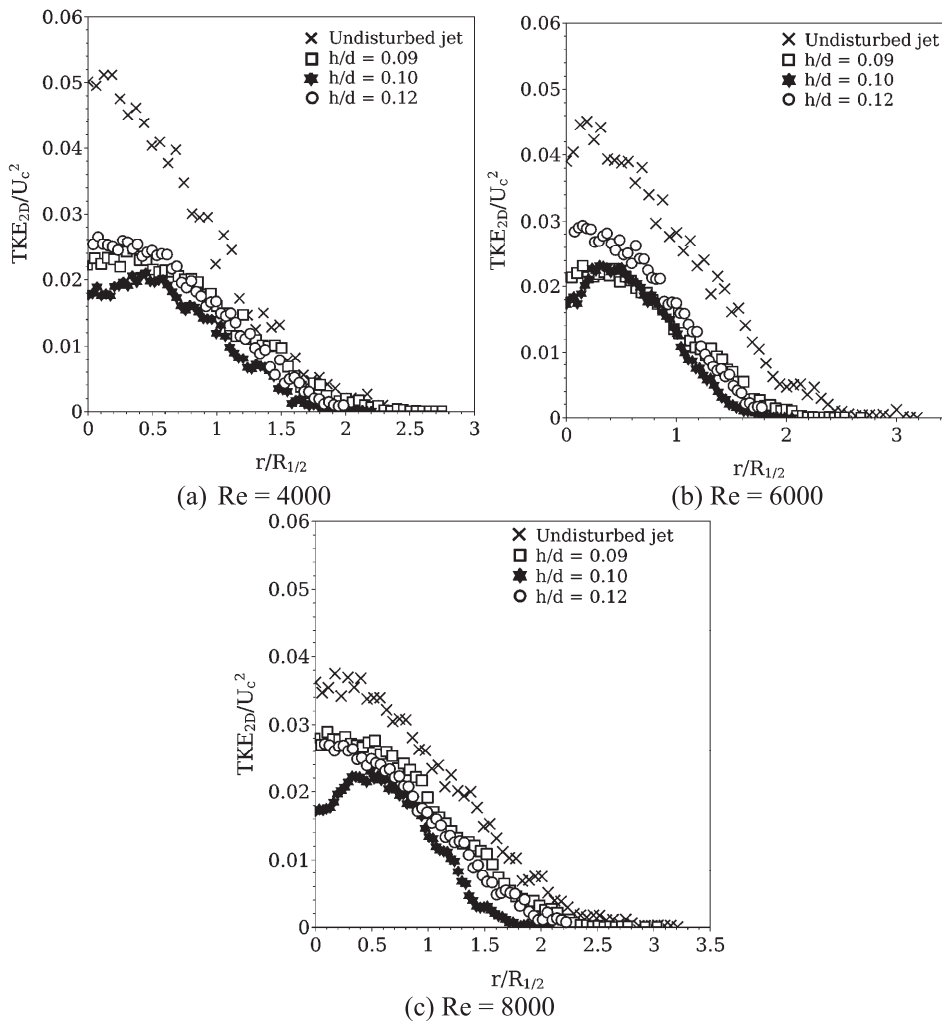 0.06
0.05
0.04
0.03
0.02
0.01
0
TKE2D/Uc2
Undisturbed jet
h/d = 0.09
h/d = 0.10
h/d = 0.12
0 0.5 1 1.5 2 2.5 3
r/R1/2
(a) Re = 4000
0.06
0.05
0.04
0.03
0.02
0.01
0
TKE2D/Uc2
Undisturbed jet
h/d = 0.09
h/d = 0.10
h/d = 0.12
0 1 2 3
r/R1/2
(b) Re = 6000
0.06
0.05
0.04
0.03
0.02
0.01
0
TKE2D/Uc2
Undisturbed jet
h/d = 0.09
h/d = 0.10
h/d = 0.12
0 0.5 1 1.5 2 2.5 3 3.5
r/R1/2
(c) Re = 8000